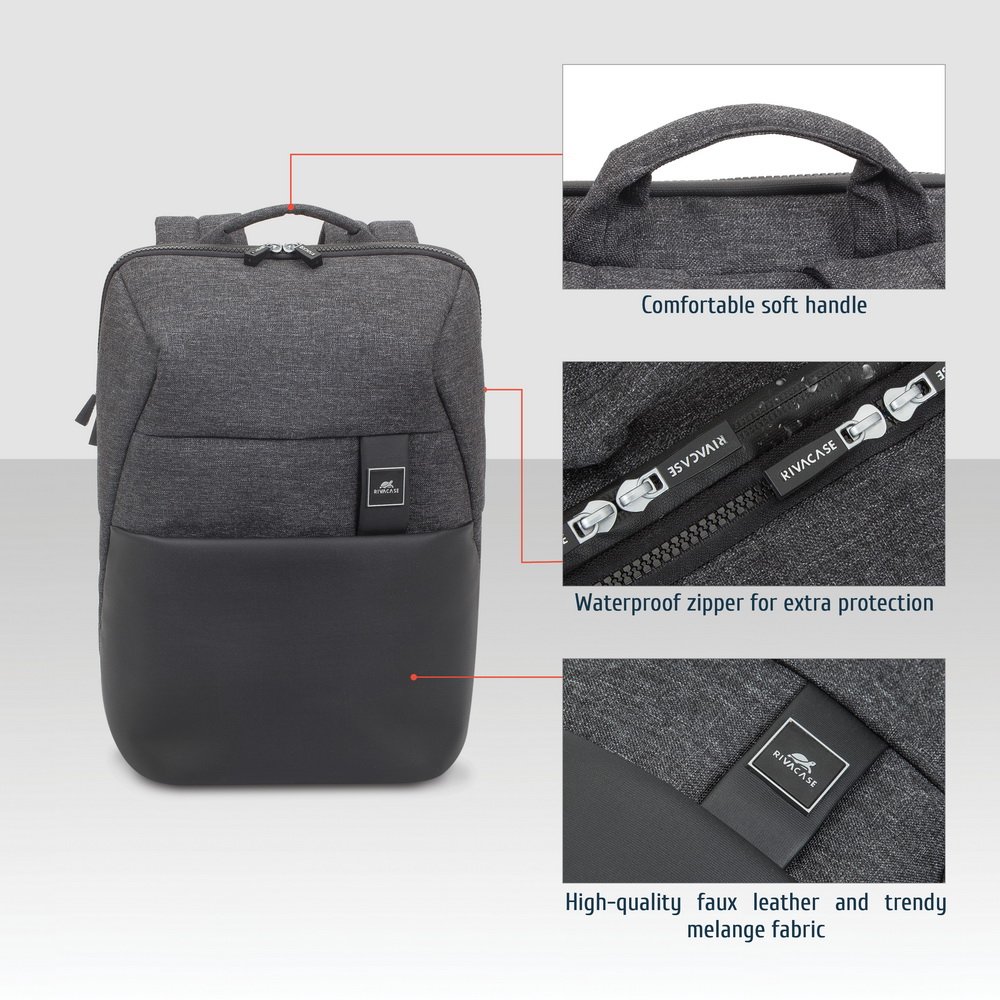 Comfortable soft handle
RIVACASE
RIVACASE
RIVACASE
Waterproof zipper for extra protection
RIVACASE
High-quality faux leather and trendy
melange fabric